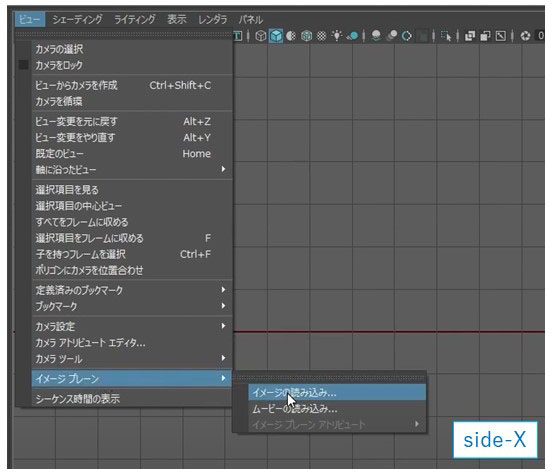 ビュー シェーディング ライティング 表示 レンダラ パネル
カメラの選択
カメラをロック
ビューからカメラを作成 Ctrl+Shift+C
カメラを循環
ビュー変更を元に戻す Alt+Z
ビュー変更をやり直す Alt+Y
既定のビュー Home
軸に沿ったビュー
選択項目を見る
選択項目の中心ビュー
すべてをフレームに収める
選択項目をフレームに収める F
子を持つフレームを選択 Ctrl+F
ポリゴンにカメラを位置合わせ
定義済みのブックマーク
ブックマーク
カメラ設定
カメラ アトリビュート エディタ...
カメラ ツール
イメージ プレーン
イメージの読み込み...
シーケンス時間の表示
ムービーの読み込み...
イメージ プレーン アトリビュート
side-X